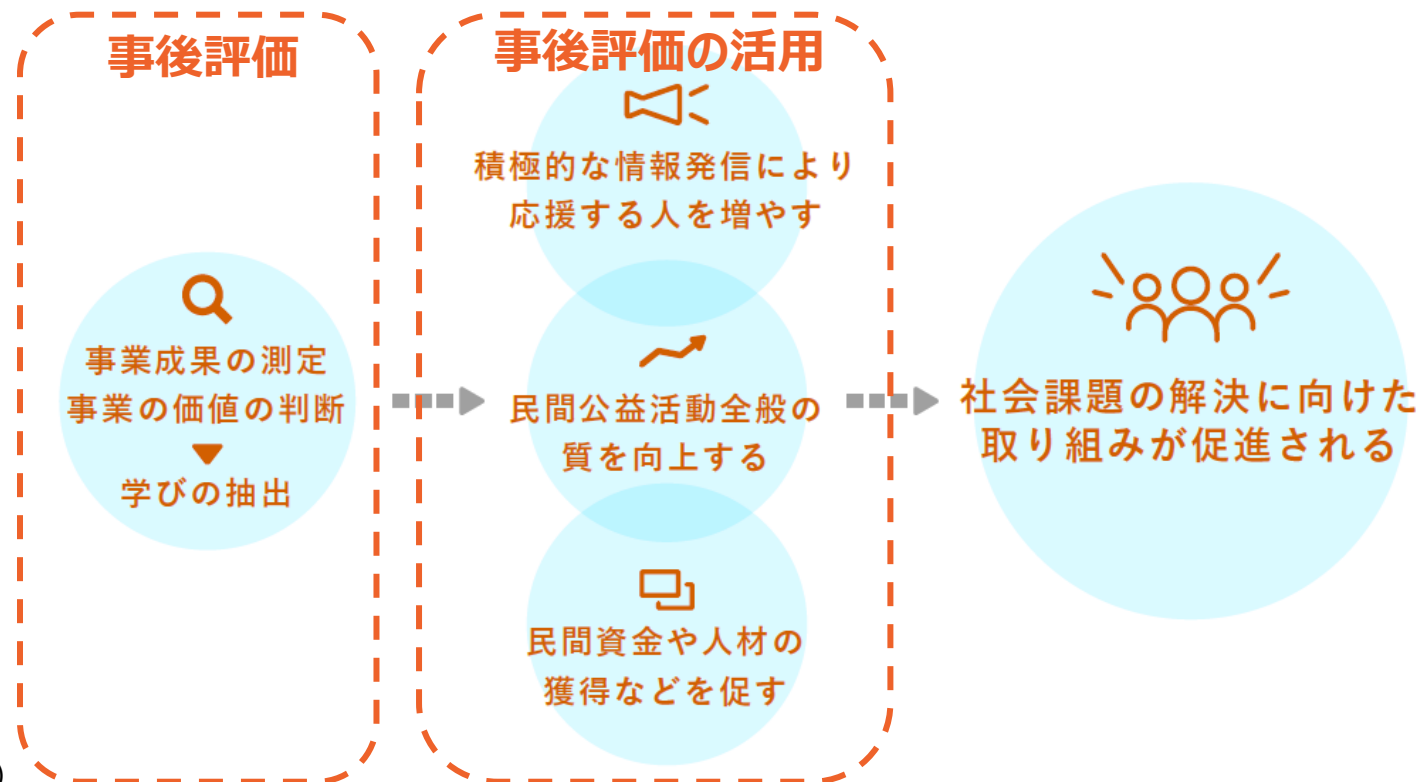 事後評価
事業成果の測定
事業の価値の判断
学びの抽出
事後評価の活用
積極的な情報発信により
応援する人を増やす
民間公益活動全般の
質を向上する
民間資金や人材の
獲得などを促す
社会課題の解決に向けた
取り組みが促進される
)